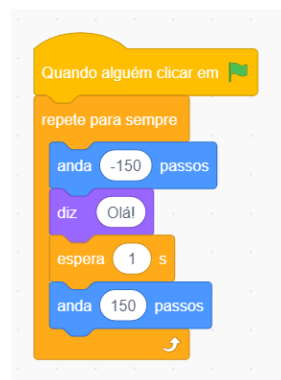 Quando alguém clicar em
repete para sempre
anda -150 passos
diz Olá!
espera 1 s
anda 150 passos